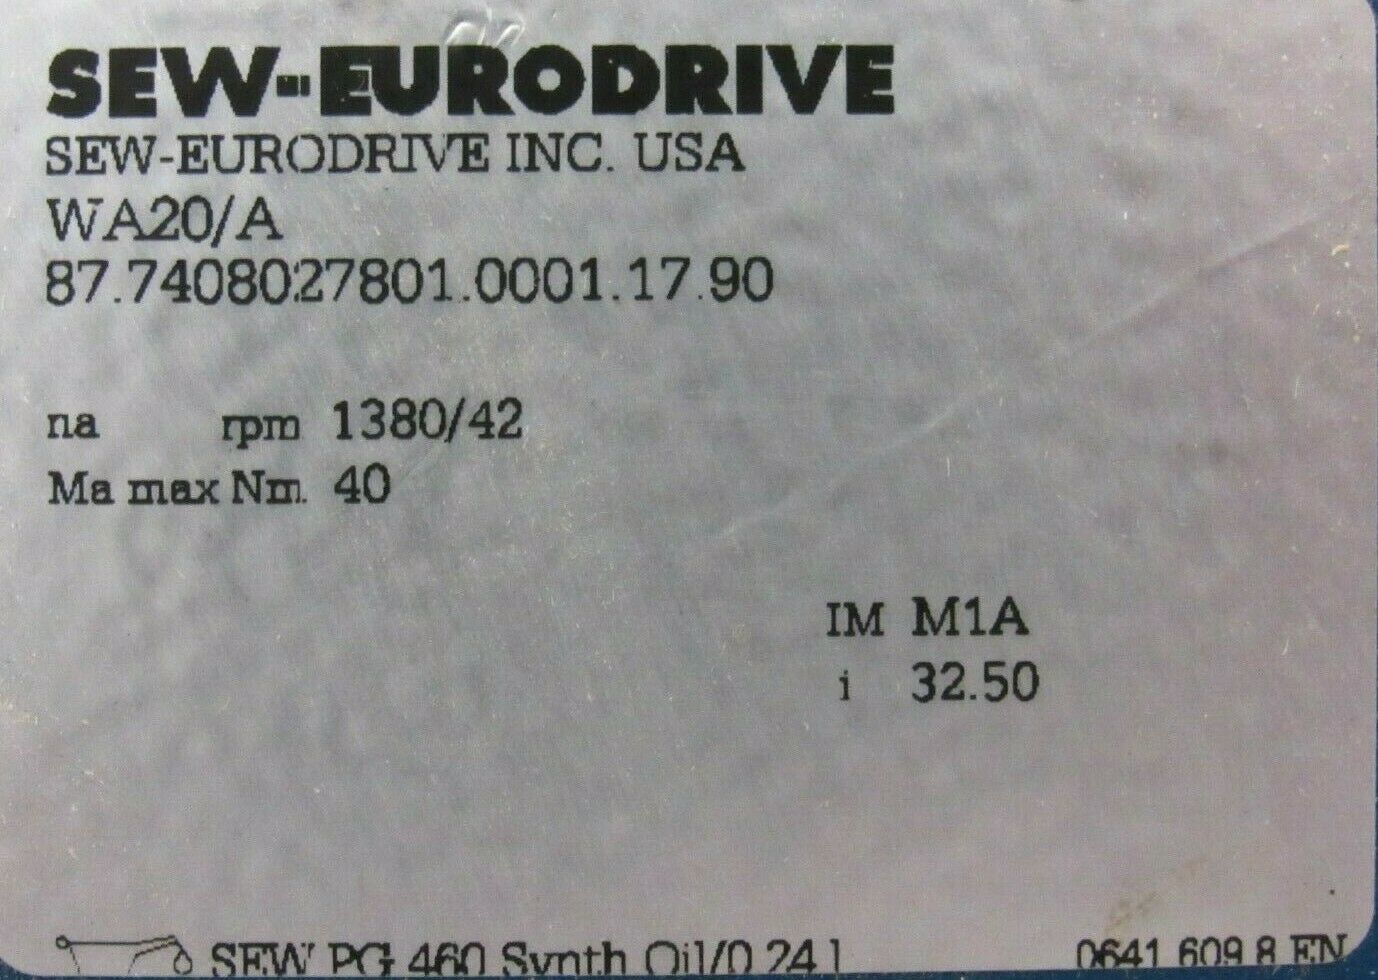 SEW-EURODRIVE
SEW-EURODRIVE INC. USA
WA20/A
87.7408027801.0001.17.90
na rpm 1380/42
Ma max Nm. 40
IM M1A
i 32.50
SEW PG 460 Synth Oil/0.24 l 0641 609 8 EN